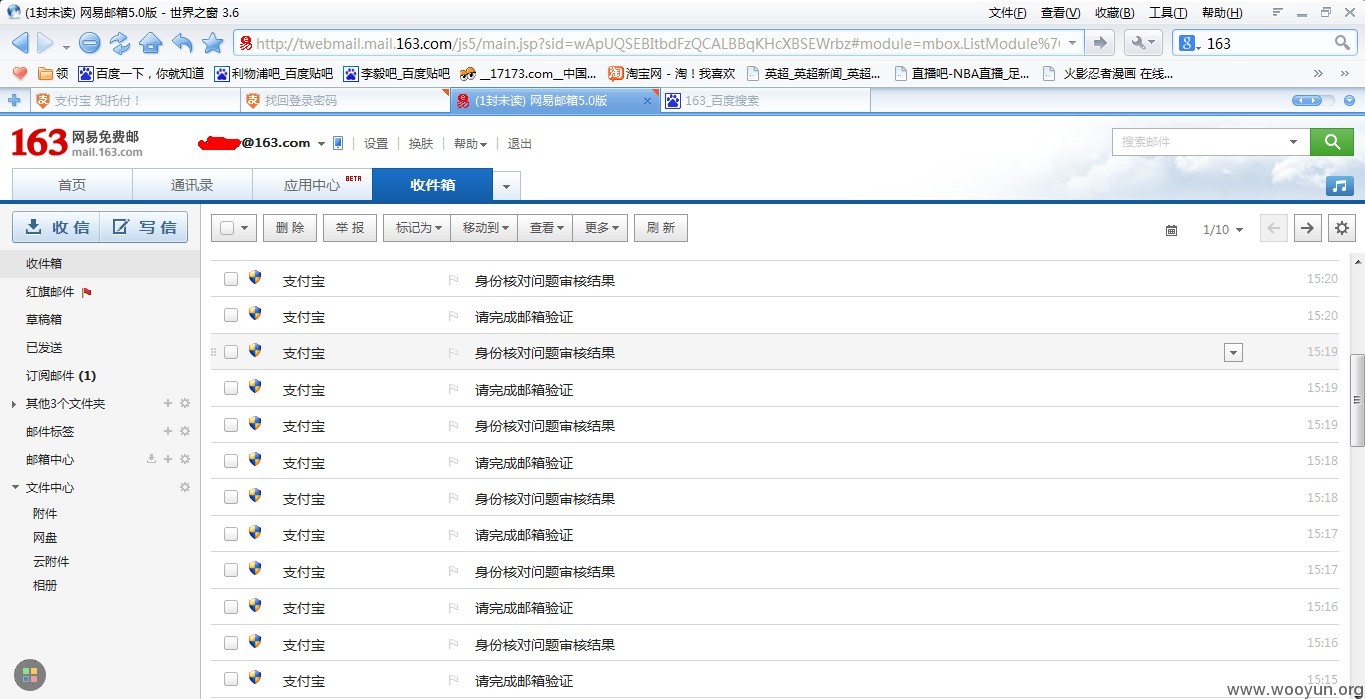 (1封未读) 网易邮箱5.0版 - 世界之窗 3.6 文件(F) 查看(V) 收藏(B) 工具(T) 帮助(H)
http://twebmail.mail.163.com/js5/main.jsp?sid=wApUQSEBItbdFzQCALBBqKHcXBSEWrbz#module=mbox.ListModule%7 163
领 百度一下，你就知道 利物浦吧_百度贴吧 李毅吧_百度贴吧 __17173.com__中国... 淘宝网 - 淘！我喜欢 英超_英超新闻_英超... 直播吧-NBA直播_足... 火影忍者漫画 在线...
支付宝 知托付！ 找回登录密码 (1封未读) 网易邮箱5.0版 163_百度搜索
163 网易免费邮
mail.163.com
@163.com 设置 换肤 帮助 退出 搜索邮件
首页 通讯录 应用中心 BETA 收件箱
收信 写信 删 除 举 报 标记为 移动到 查看 更多 刷 新 1/10
收件箱
红旗邮件
草稿箱
已发送
订阅邮件 (1)
其他3个文件夹
邮件标签
邮箱中心
文件中心
附件
网盘
云附件
相册
支付宝 身份核对问题审核结果 15:20
支付宝 请完成邮箱验证 15:20
支付宝 身份核对问题审核结果 15:19
支付宝 请完成邮箱验证 15:19
支付宝 身份核对问题审核结果 15:19
支付宝 请完成邮箱验证 15:18
支付宝 身份核对问题审核结果 15:18
支付宝 请完成邮箱验证 15:17
支付宝 身份核对问题审核结果 15:17
支付宝 请完成邮箱验证 15:16
支付宝 身份核对问题审核结果 15:16
支付宝 请完成邮箱验证 15:15
www.wooyun.org